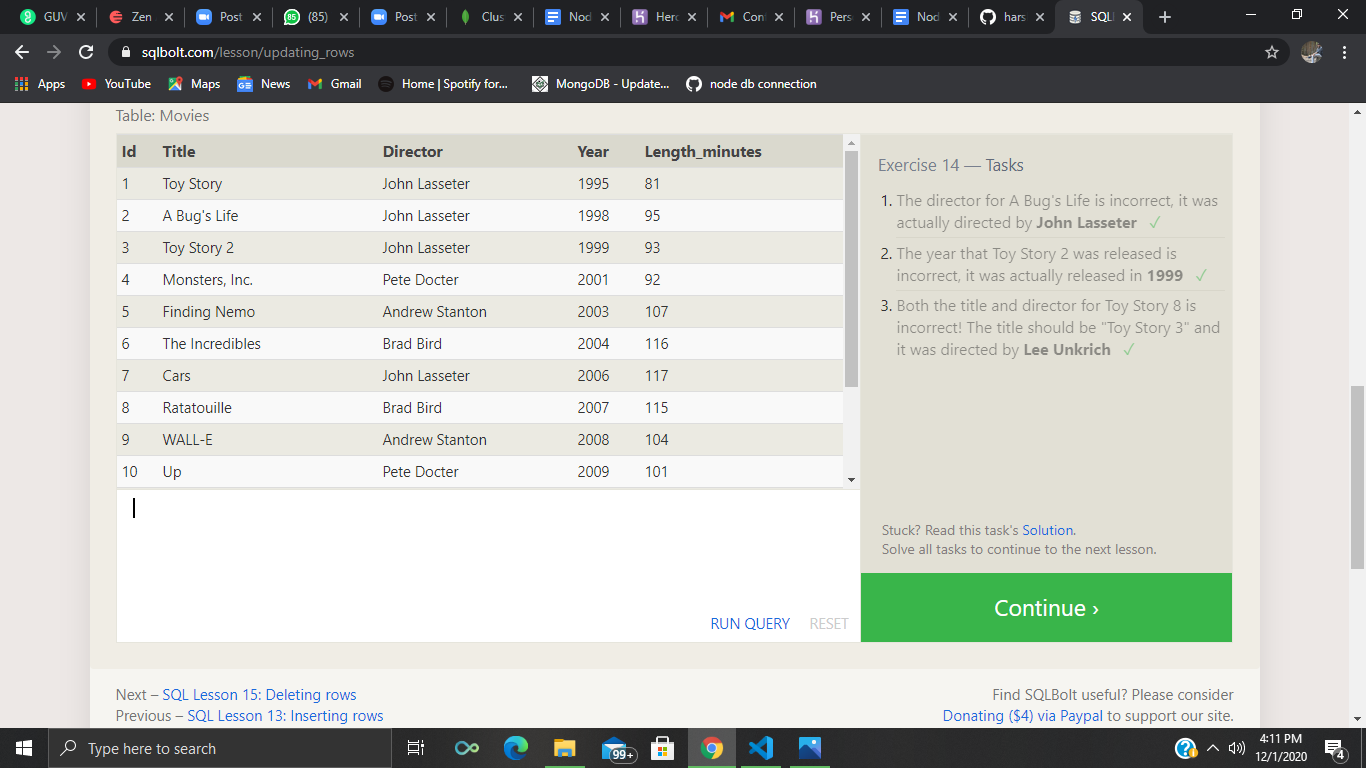 GUV
Zen
Post
85 (85)
Post
Clus
Nod
Herc
Cont
Pers
Nod
hars
SQL
sqlbolt.com/lesson/updating_rows
Apps YouTube Maps News Gmail Home | Spotify for... MongoDB - Update... node db connection
Table: Movies
Id Title Director Year Length_minutes
1 Toy Story John Lasseter 1995 81
2 A Bug's Life John Lasseter 1998 95
3 Toy Story 2 John Lasseter 1999 93
4 Monsters, Inc. Pete Docter 2001 92
5 Finding Nemo Andrew Stanton 2003 107
6 The Incredibles Brad Bird 2004 116
7 Cars John Lasseter 2006 117
8 Ratatouille Brad Bird 2007 115
9 WALL-E Andrew Stanton 2008 104
10 Up Pete Docter 2009 101
RUN QUERY RESET
Exercise 14 — Tasks
1. The director for A Bug's Life is incorrect, it was
actually directed by John Lasseter ✓
2. The year that Toy Story 2 was released is
incorrect, it was actually released in 1999 ✓
3. Both the title and director for Toy Story 8 is
incorrect! The title should be "Toy Story 3" and
it was directed by Lee Unkrich ✓
Stuck? Read this task's Solution.
Solve all tasks to continue to the next lesson.
Continue ›
Next – SQL Lesson 15: Deleting rows
Previous – SQL Lesson 13: Inserting rows
Find SQLBolt useful? Please consider
Donating ($4) via Paypal to support our site.
Type here to search
99+
4:11 PM
12/1/2020
4